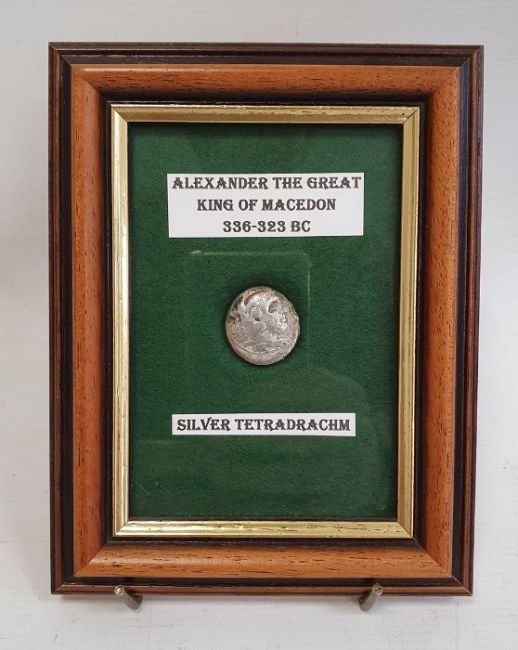 ALEXANDER THE GREAT
KING OF MACEDON
336-323 BC
SILVER TETRADRACHM